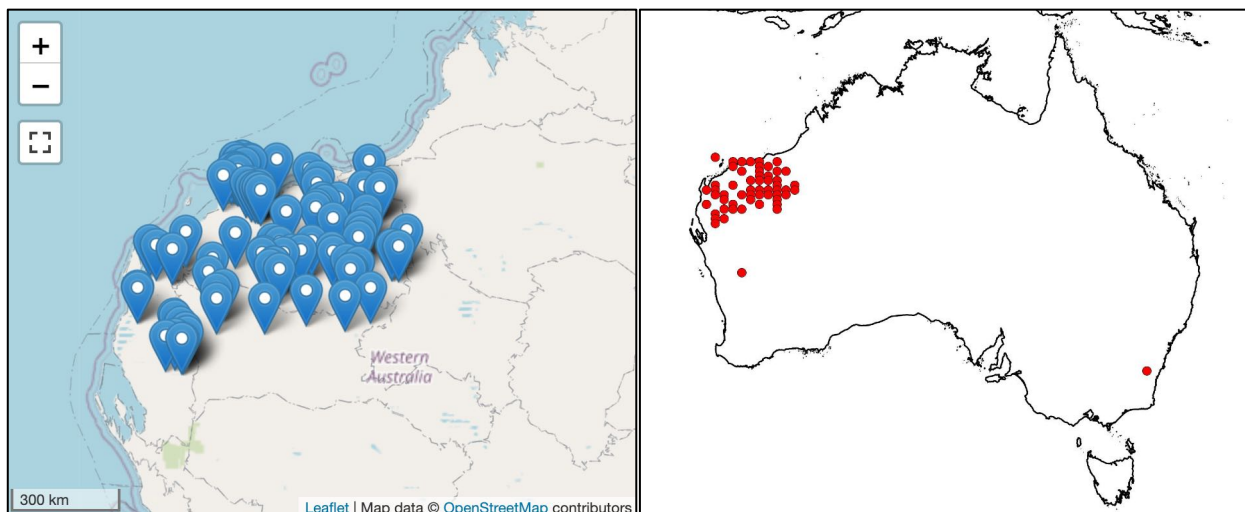 +
−
Western
Australia
300 km
Leaflet | Map data © OpenStreetMap contributors